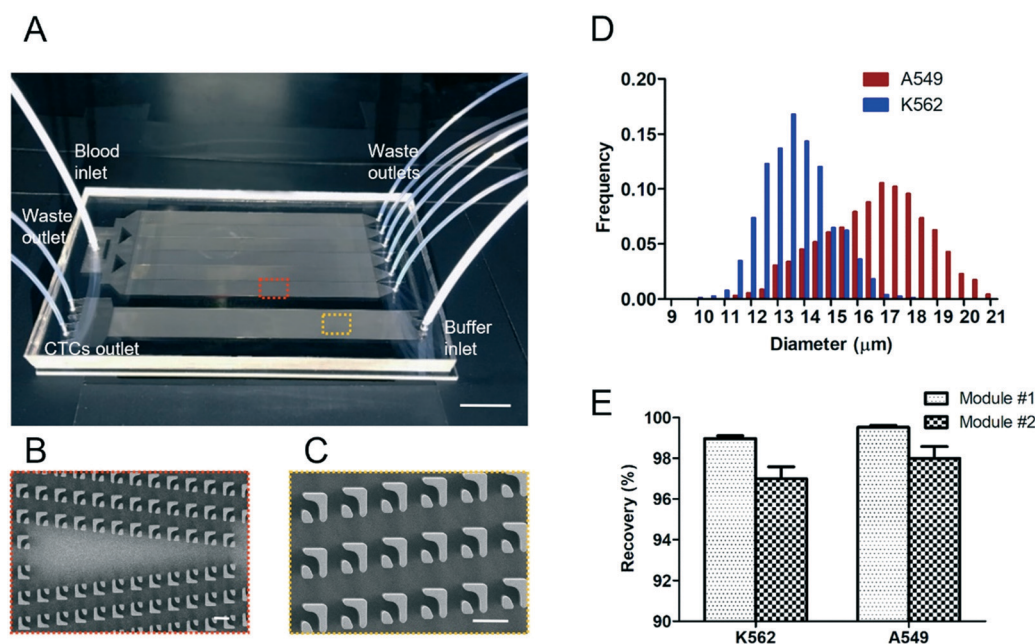 A
Blood
inlet
Waste
outlets
Waste
outlet
CTCs outlet
Buffer
inlet
B
C
D
A549
K562
Frequency
0.20
0.15
0.10
0.05
0.00
9 10 11 12 13 14 15 16 17 18 19 20 21
Diameter (μm)
E
Module #1
Module #2
Recovery (%)
100
98
96
94
92
90
K562 A549